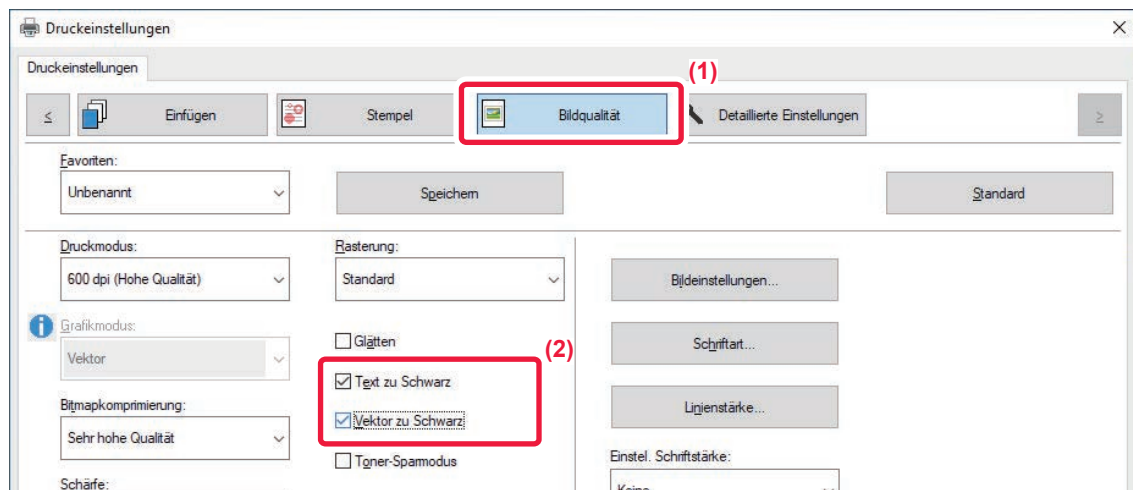 Druckeinstellungen
Druckeinstellungen
(1)
≤ Einfügen Stempel Bildqualität Detaillierte Einstellungen ≥
Favoriten:
Unbenannt Speichern Standard
Druckmodus: Rasterung:
600 dpi (Hohe Qualität) Standard Bildeinstellungen...
Grafikmodus:
Vektor Glätten Schriftart...
(2)
Text zu Schwarz
Bitmapkomprimierung: Vektor zu Schwarz Linienstärke...
Sehr hohe Qualität Toner-Sparmodus Einstel. Schriftstärke:
Schärfe: Keine